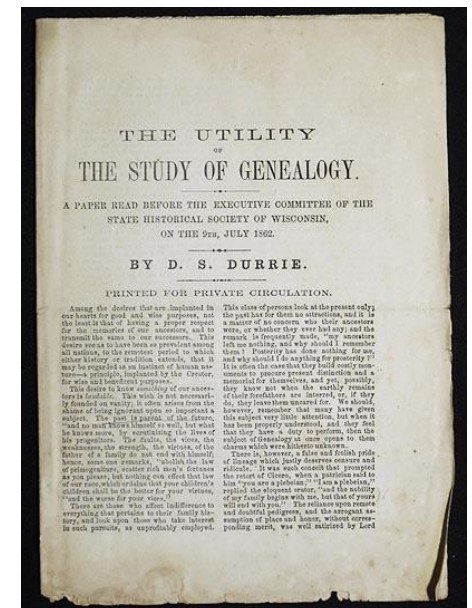 THE UTILITY
OF
THE STUDY OF GENEALOGY.
A PAPER READ BEFORE THE EXECUTIVE COMMITTEE OF THE
STATE HISTORICAL SOCIETY OF WISCONSIN,
ON THE 9TH, JULY 1862.
BY D. S. DURRIE.
PRINTED FOR PRIVATE CIRCULATION.
Among the desires that are implanted in
our hearts for good and wise purposes, not
the least is that of having a proper respect
for the memories of our ancestors, and to
transmit the same to our successors. This
desire seems to have been as prevalent among
all nations, to the remotest period to which
either history or tradition extends, that it
may be regarded as an instinct of human na-
ture—a principle, implanted by the Creator,
for wise and beneficent purposes.
This desire to know something of our ances-
tors is laudable. This wish is not necessari-
ly founded on vanity; it often arises from the
shame of being ignorant upon so important a
subject. The past is parent of the future,
"and no man knows himself so well, but what
he knows more, by scrutinizing the lives of
his progenitors. The faults, the vices, the
weakness, the strength, the virtues, of the
father of a family do not end with himself;
hence, some one remarks, "abolish the law
of primogeniture, scatter rich men's fortunes
as you please; but nothing can affect that law
of our race which ordains that your children's
children shall be the better for your virtues,
"and the worse for your vices."
There are those who affect indifference to
everything that pertains to their family his-
tory, and look upon those who take interest
in such pursuits, as unprofitably employed.
This class of persons look at the present only;
the past has for them no attractions, and it is
a matter of no concern who their ancestors
were, or whether they ever had any; and the
remark is frequently made, "my ancestors
left me nothing, and why should I remember
them? Posterity has done nothing for me,
and why should I do anything for posterity?"
It is often the case that they build costly mon-
uments to procure present distinction and a
memorial for themselves, and yet, possibly,
they know not when the earthly remains
of their forefathers are interred, or, if they
do, they leave them uncared for. We should,
however, remember that many have given
this subject very little attention, but when it
has been properly understood, and they feel
that they have a duty to perform, then the
subject of Genealogy at once opens to them
charms which were hitherto unknown.
There is, however, a false and foolish pride
of lineage which justly deserves censure and
ridicule. It was such conceit that prompted
the retort of Cicero, when a patrician said to
him "you are a plebeian;" "I am a plebeian,"
replied the eloquent orator, "and the nobility
of my family begins with me, but that of yours
will end with you." The reliance upon remote
and doubtful pedigrees, and the arrogant as-
sumption of place and honor, without corres-
ponding merit, was well satirized by Lord